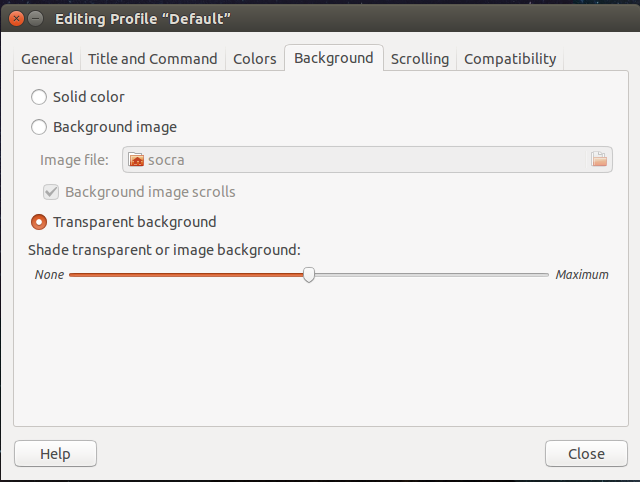 Editing Profile “Default”
General Title and Command Colors Background Scrolling Compatibility
Solid color
Background image
Image file: socra
Background image scrolls
Transparent background
Shade transparent or image background:
None Maximum
Help Close